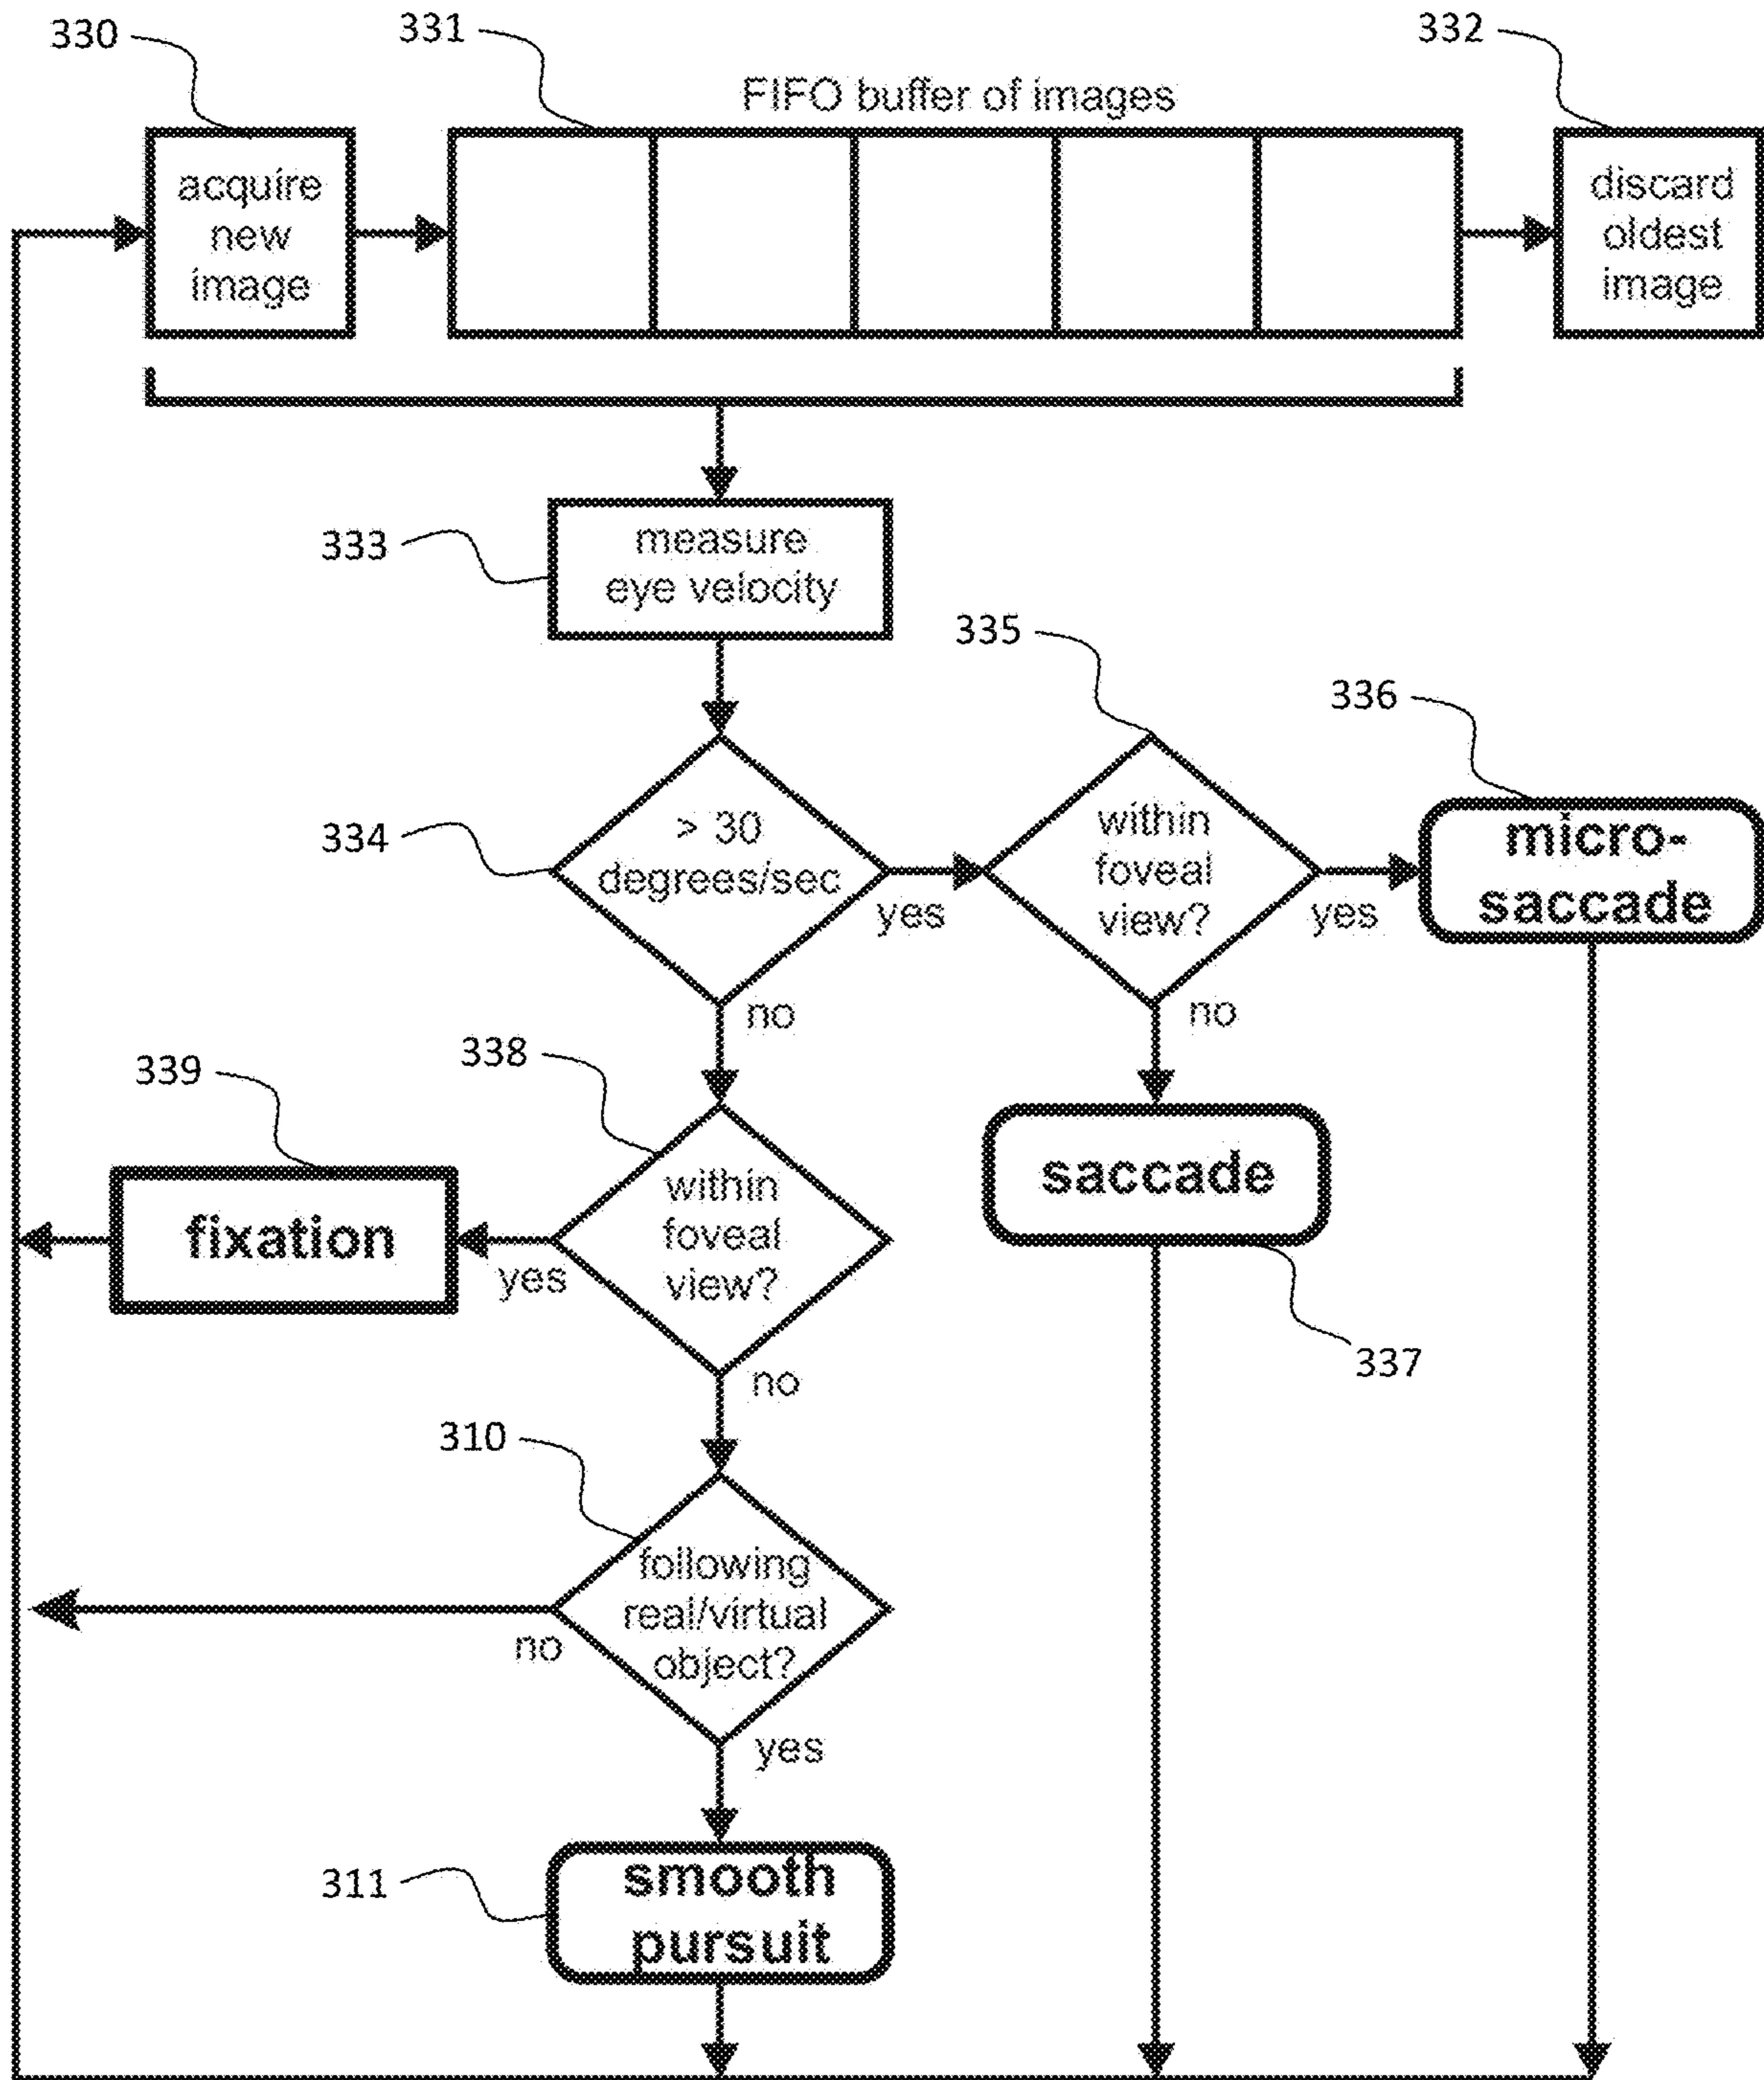 330
331
332
FIFO buffer of images
acquire
new
image
discard
oldest
image
333
measure
eye velocity
335
336
334
> 30
degrees/sec
yes
within
foveal
view?
yes
micro-
saccade
no
no
339
338
fixation
yes
within
foveal
view?
saccade
337
no
310
following
real/virtual
object?
no
yes
311
smooth
pursuit